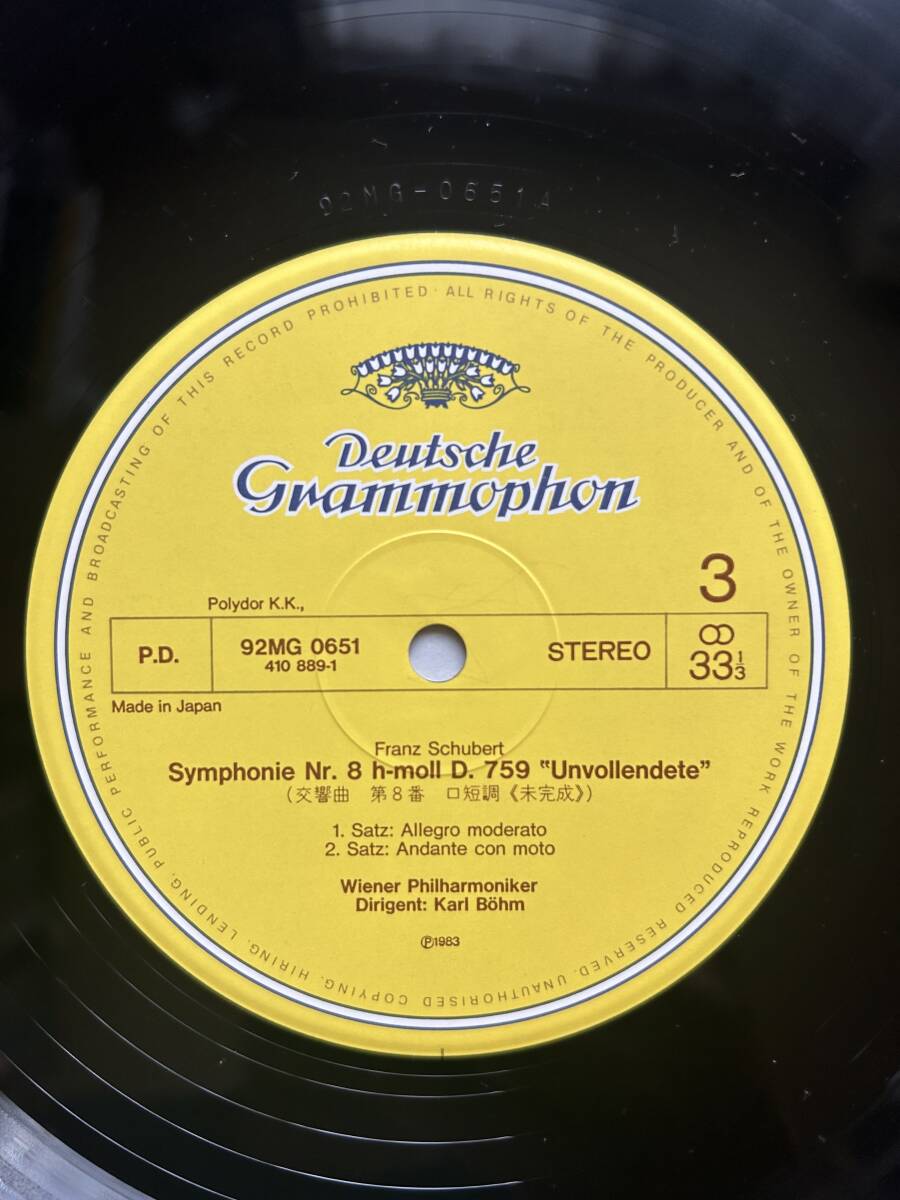 92MG-0651A
PUBLIC PERFORMANCE AND BROADCASTING OF THIS RECORD PROHIBITED · ALL RIGHTS OF THE PRODUCER AND OF THE OWNER OF THE WORK REPRODUCED RESERVED. UNAUTHORISED COPYING, HIRING, LENDING,
Deutsche
Grammophon
3
Polydor K.K.,
P.D.
92MG 0651
410 889-1
STEREO
33⅓
Made in Japan
Franz Schubert
Symphonie Nr. 8 h-moll D. 759 "Unvollendete"
(交響曲 第8番 ロ短調《未完成》)
1. Satz: Allegro moderato
2. Satz: Andante con moto
Wiener Philharmoniker
Dirigent: Karl Böhm
℗1983